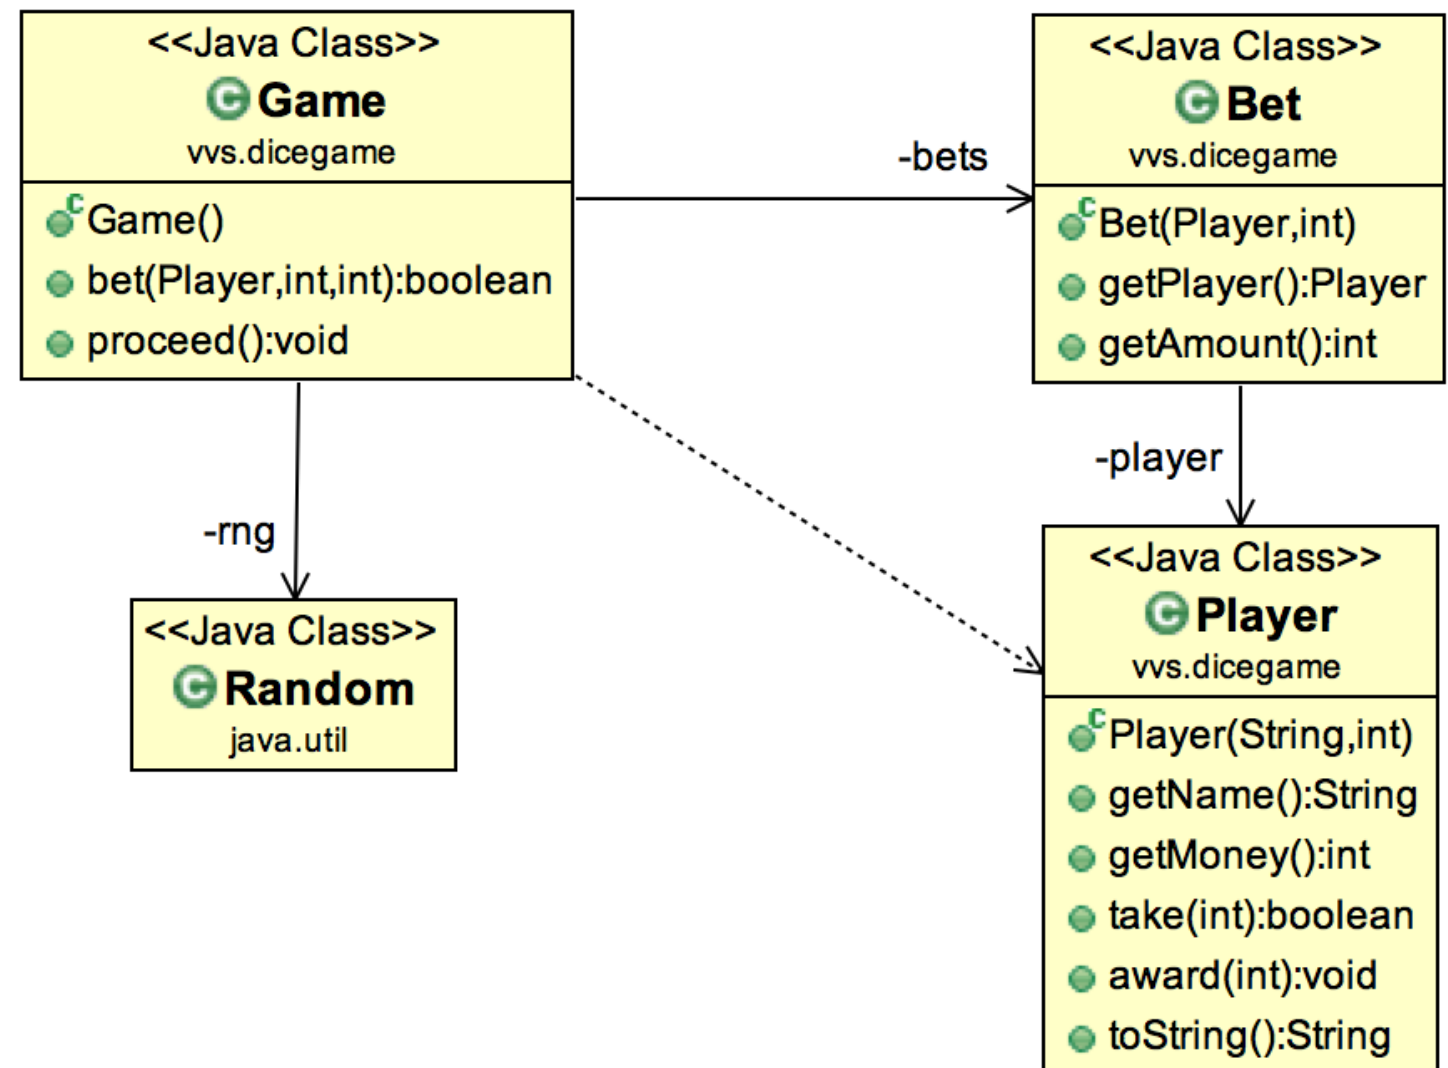 <<Java Class>>
C Game
vvs.dicegame
C Game()
bet(Player,int,int):boolean
proceed():void
-bets
<<Java Class>>
C Bet
vvs.dicegame
C Bet(Player,int)
getPlayer():Player
getAmount():int
-rng
-player
<<Java Class>>
C Random
java.util
<<Java Class>>
C Player
vvs.dicegame
C Player(String,int)
getName():String
getMoney():int
take(int):boolean
award(int):void
toString():String